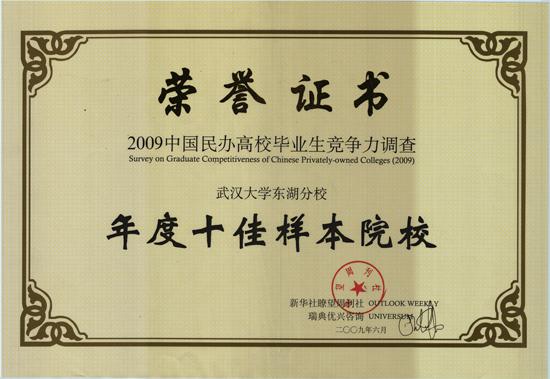 荣誉证书
2009中国民办高校毕业生竞争力调查
Survey on Graduate Competitiveness of Chinese Privately-owned Colleges (2009)
武汉大学东湖分校
年度十佳样本院校
新华社瞭望周刊社 OUTLOOK WEEKLY
瑞典优兴咨询 UNIVERSUM
二〇〇九年六月